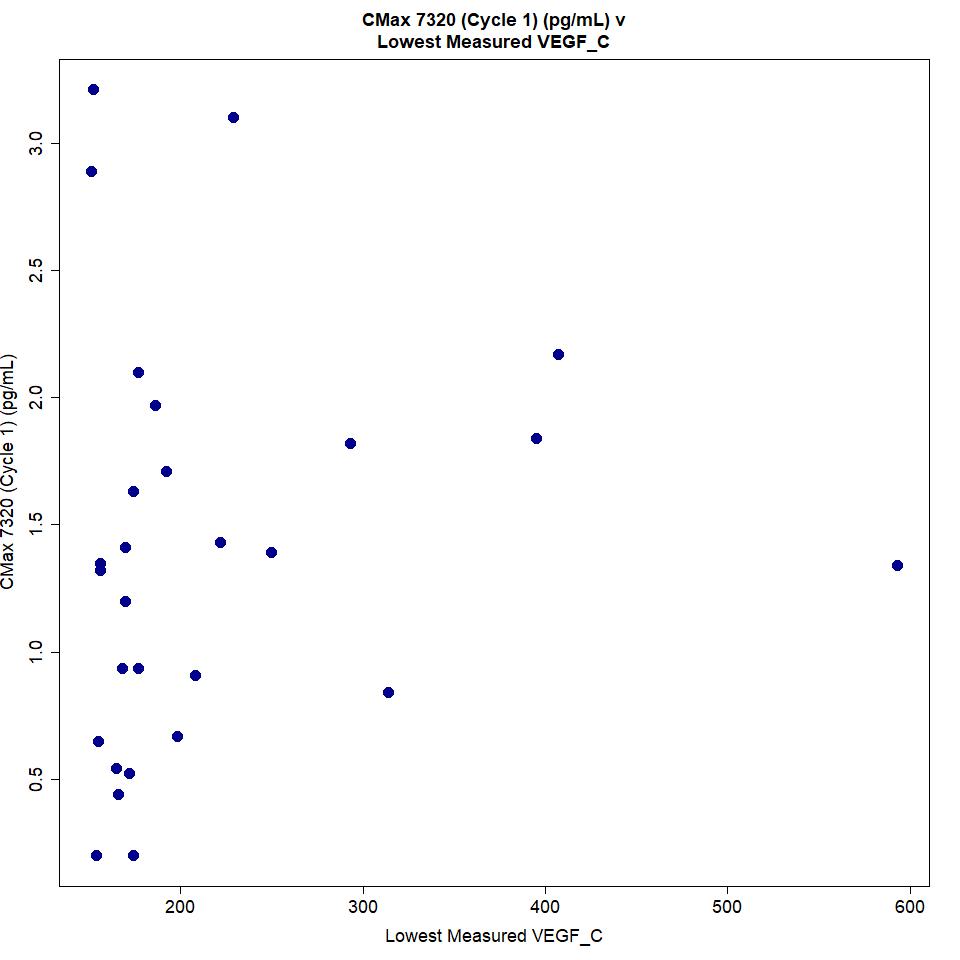 CMax 7320 (Cycle 1) (pg/mL) v
Lowest Measured VEGF_C
CMax 7320 (Cycle 1) (pg/mL)
3.0
2.5
2.0
1.5
1.0
0.5
200
300
400
500
600
Lowest Measured VEGF_C